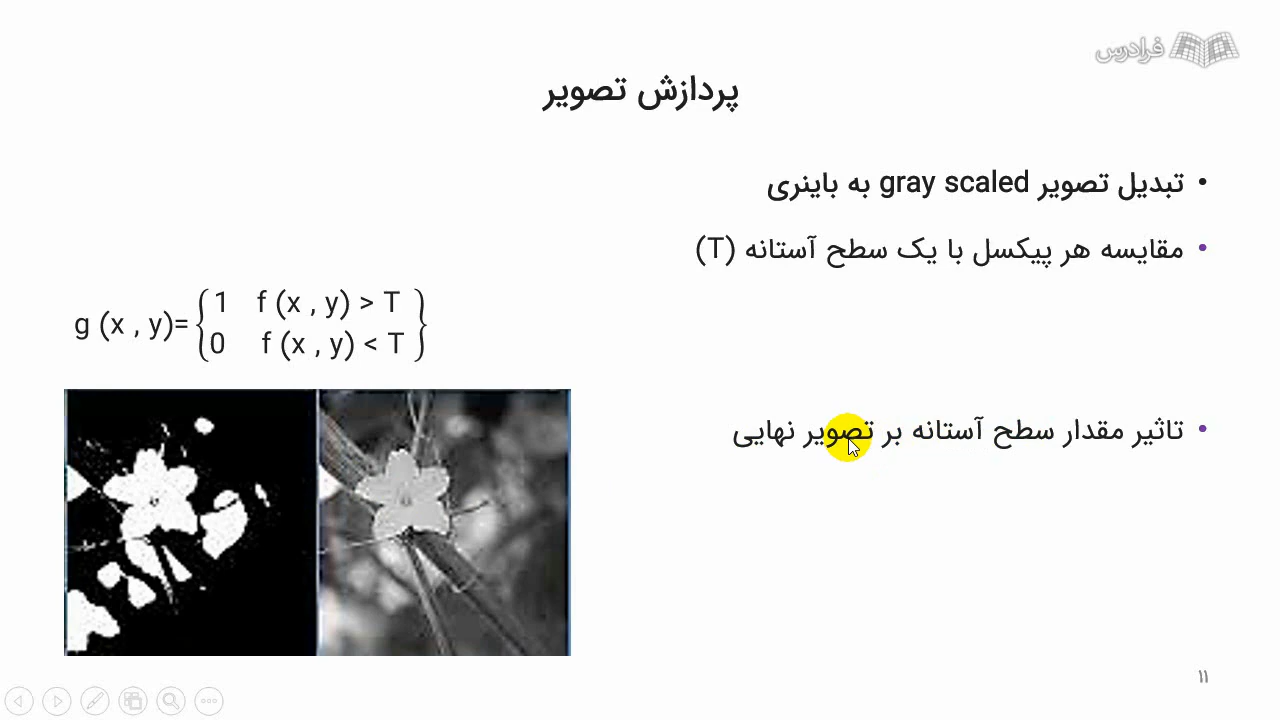 فرادرس
پردازش تصویر
• تبدیل تصویر gray scaled به باینری
• مقایسه هر پیکسل با یک سطح آستانه (T)
g (x , y)= { 1 f (x , y) > T
0 f (x , y) < T }
• تاثیر مقدار سطح آستانه بر تصویر نهایی
۱۱